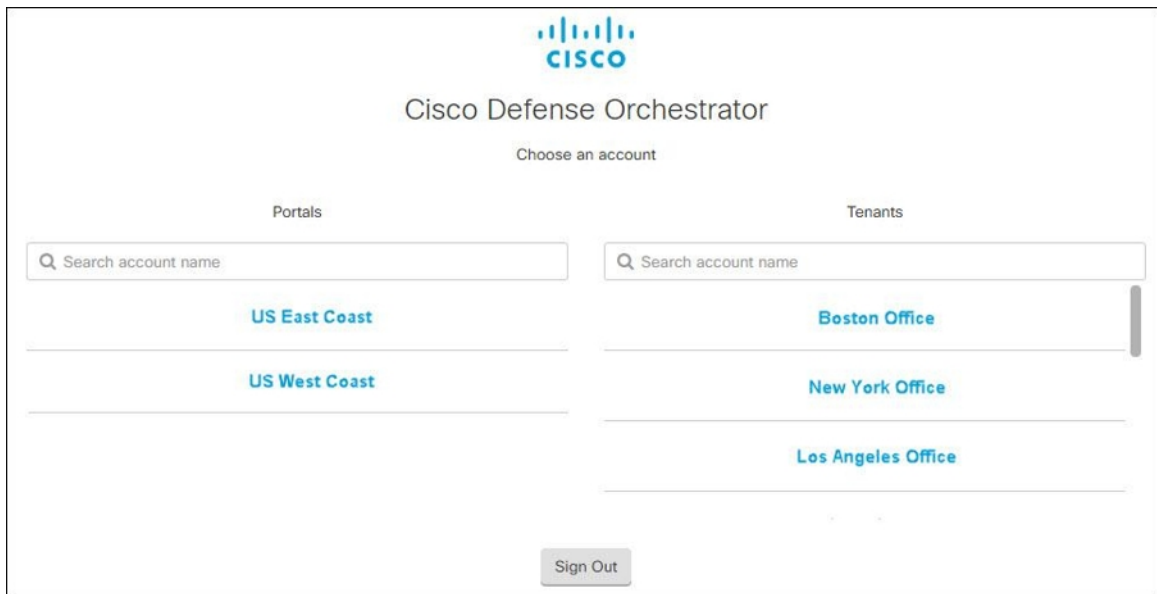 CISCO
Cisco Defense Orchestrator
Choose an account
Portals
Search account name
US East Coast
US West Coast
Tenants
Search account name
Boston Office
New York Office
Los Angeles Office
Sign Out